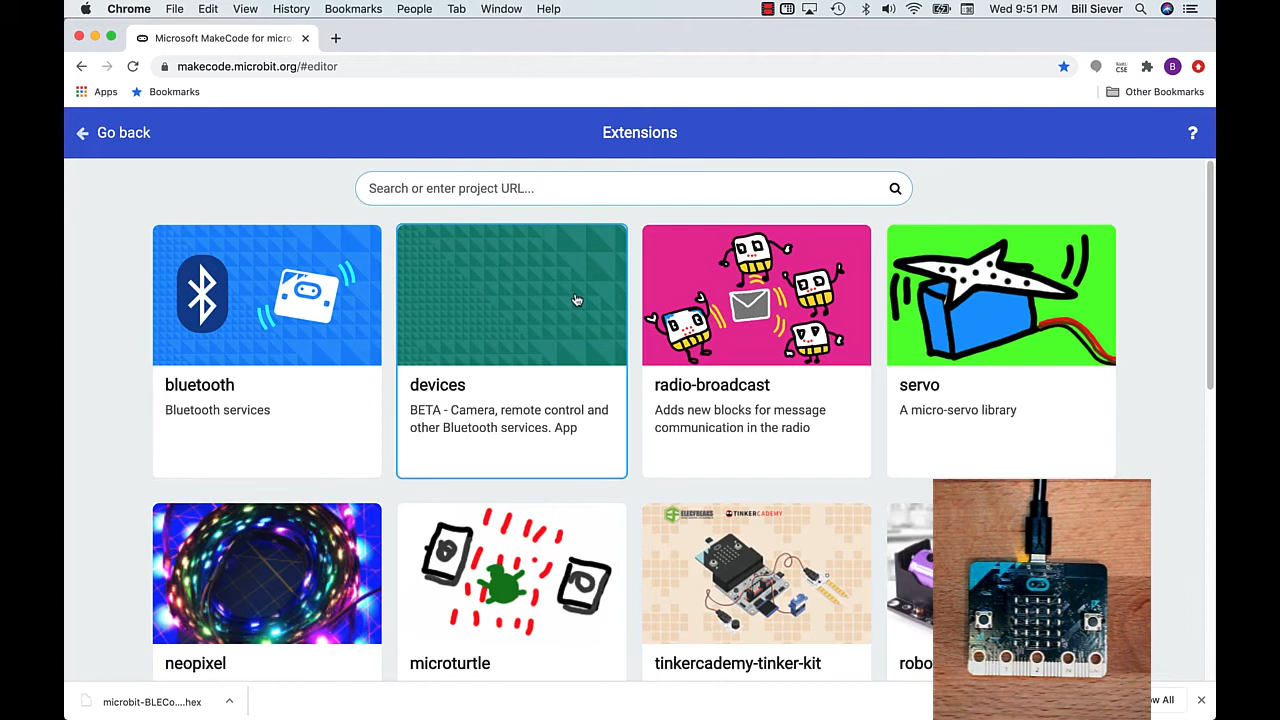 Chrome File Edit View History Bookmarks People Tab Window Help Wed 9:51 PM Bill Siever
Microsoft MakeCode for micro:
makecode.microbit.org/#editor
Apps Bookmarks Other Bookmarks
Go back Extensions ?
Search or enter project URL...
bluetooth
Bluetooth services
devices
BETA - Camera, remote control and
other Bluetooth services. App
radio-broadcast
Adds new blocks for message
communication in the radio
servo
A micro-servo library
ELECFREAKS TINKERCADEMY
neopixel
microturtle
tinkercademy-tinker-kit
robo
microbit-BLECo....hex
ow All